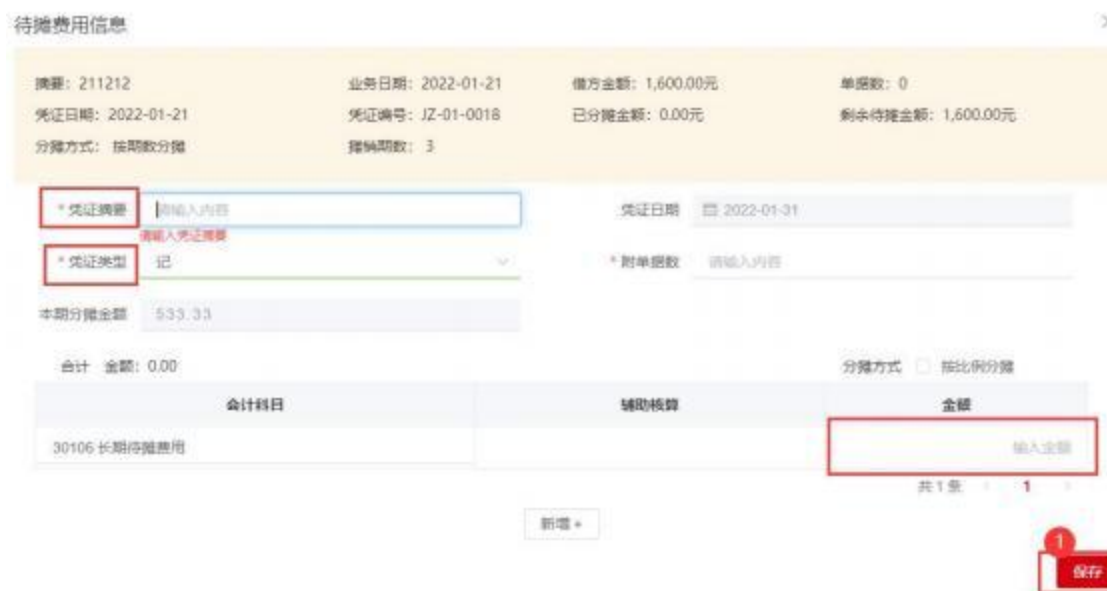 待摊费用信息
摘要: 211212 业务日期: 2022-01-21 借方金额: 1,600.00元 单据数: 0
凭证日期: 2022-01-21 凭证编号: JZ-01-0018 已分摊金额: 0.00元 剩余待摊金额: 1,600.00元
分摊方式: 按期数分摊 摊销期数: 3
*凭证摘要 请输入内容 凭证日期 2022-01-31
请输入凭证摘要
*凭证类型 记 *附单据数 请输入内容
本期分摊金额 533.33
合计 金额: 0.00 分摊方式 按比例分摊
会计科目 辅助核算 金额
30106 长期待摊费用 输入金额
共 1 条 1
新增+
1
保存